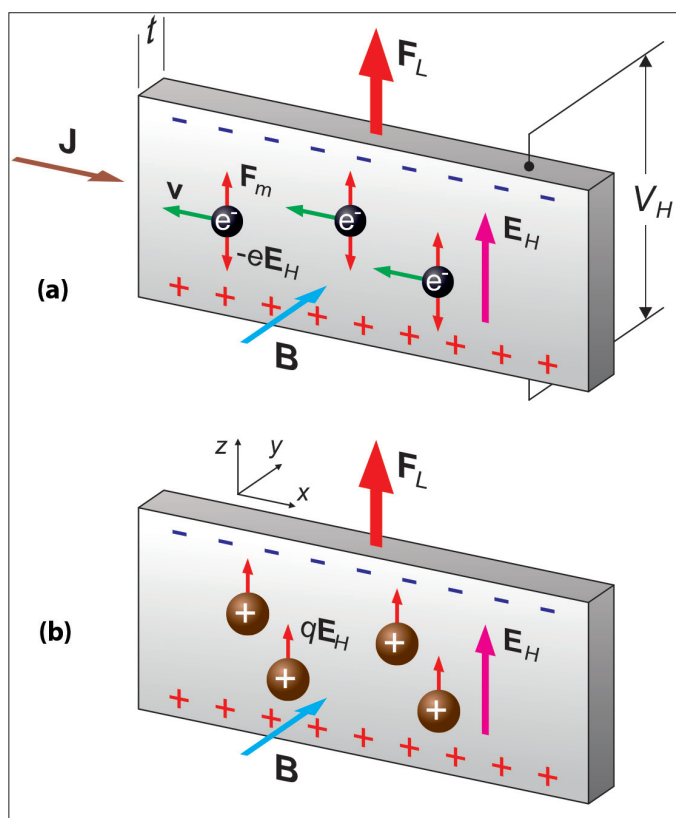 t
F_L
− − − − − − − − −
J
v
F_m
e⁻
e⁻
E_H
V_H
-eE_H
e⁻
(a)
+ + + + + + + + +
B
z
y
x
F_L
− − − − − − − − −
+
+
(b)
qE_H
E_H
+
+
+ + + + + + + + +
B